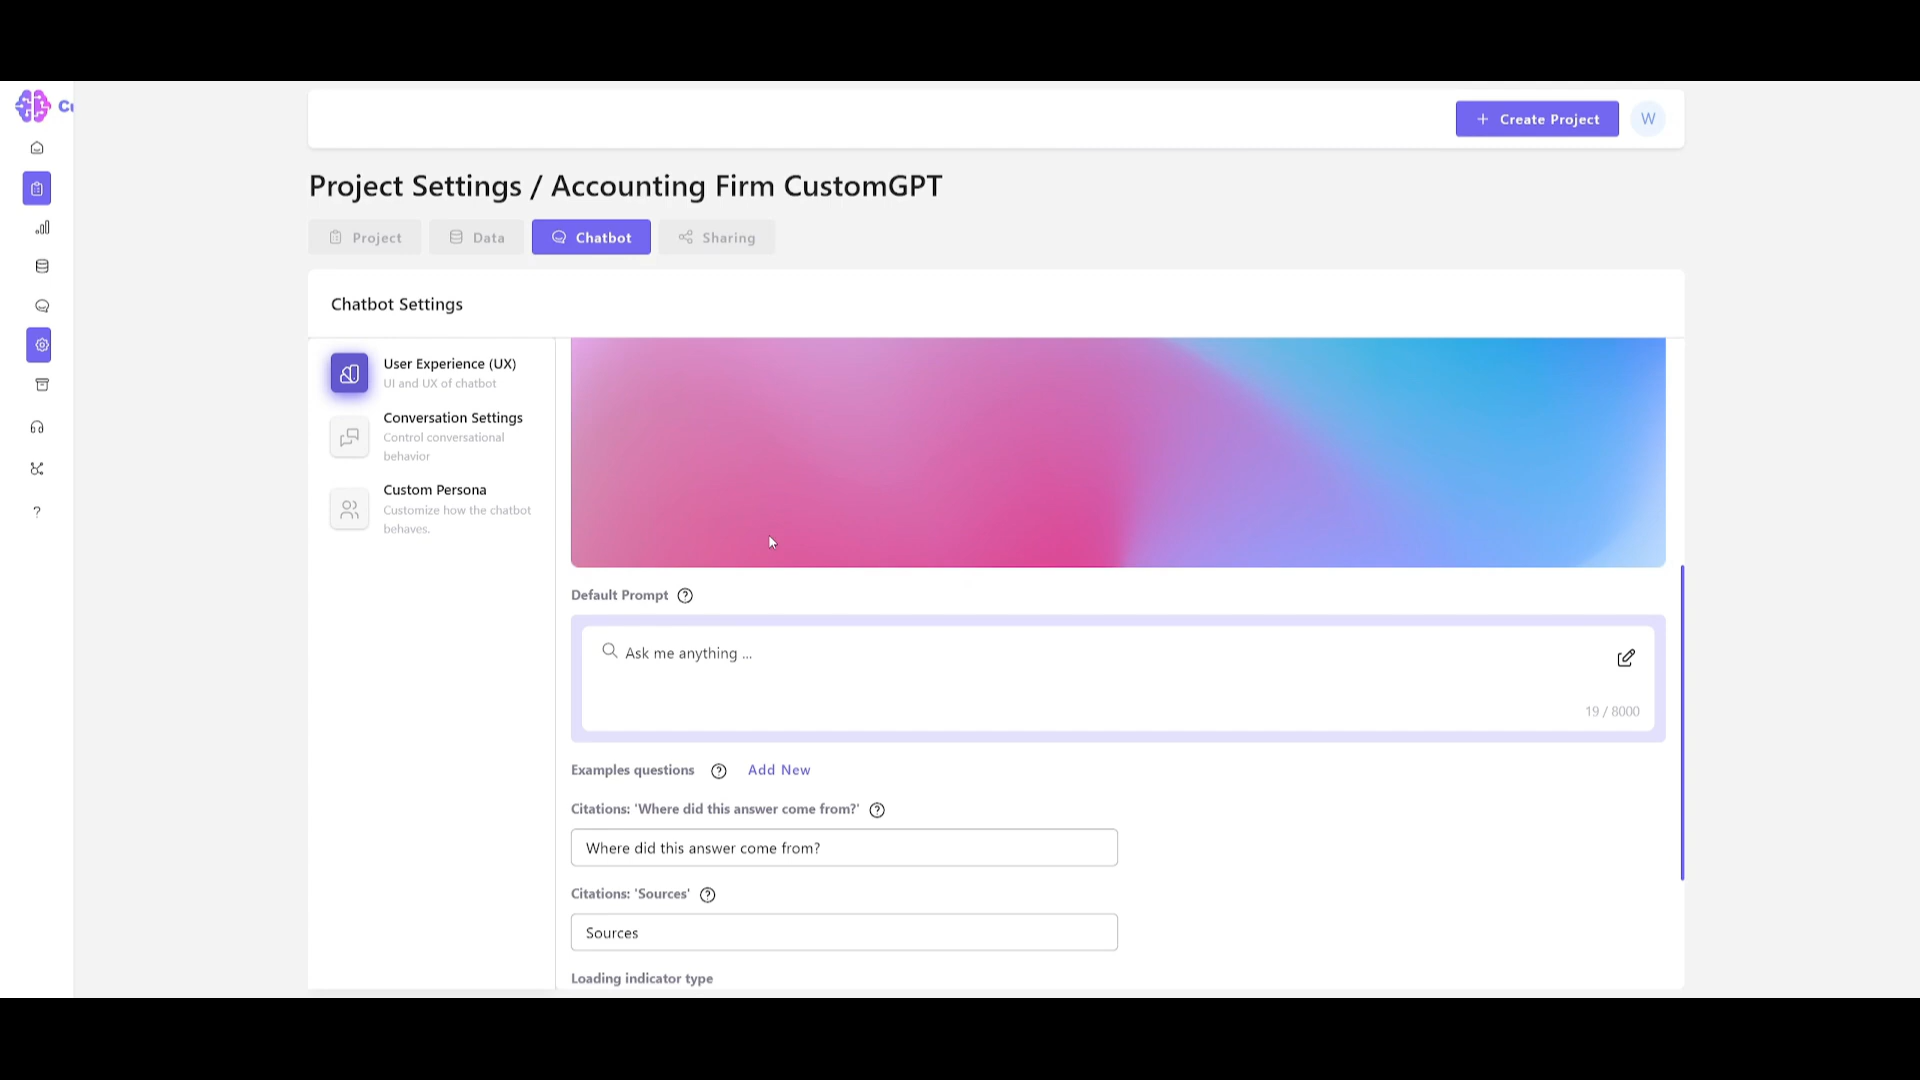 Cu
Create Project
W
Project Settings / Accounting Firm CustomGPT
Project
Data
Chatbot
Sharing
Chatbot Settings
User Experience (UX)
UI and UX of chatbot
Conversation Settings
Control conversational
behavior
Custom Persona
Customize how the chatbot
behaves.
Default Prompt ?
Ask me anything ...
19 / 8000
Examples questions ? Add New
Citations: 'Where did this answer come from?' ?
Where did this answer come from?
Citations: 'Sources' ?
Sources
Loading indicator type
?